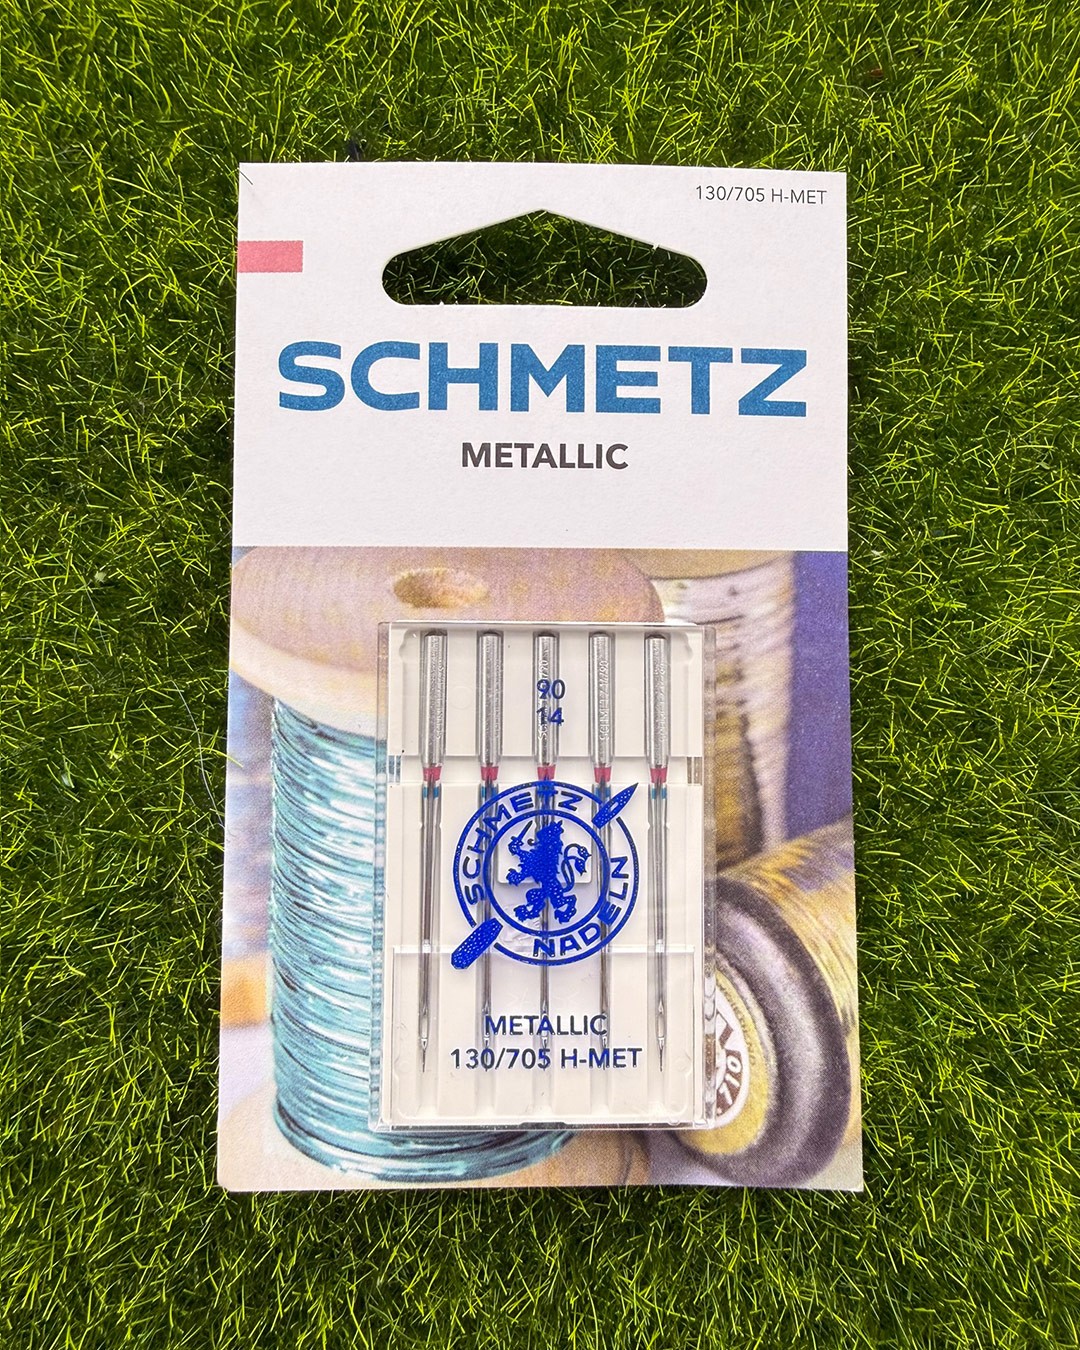 130/705 H-MET
SCHMETZ
METALLIC
90
14
SCHMETZ
NADELN
METALLIC
130/705 H-MET